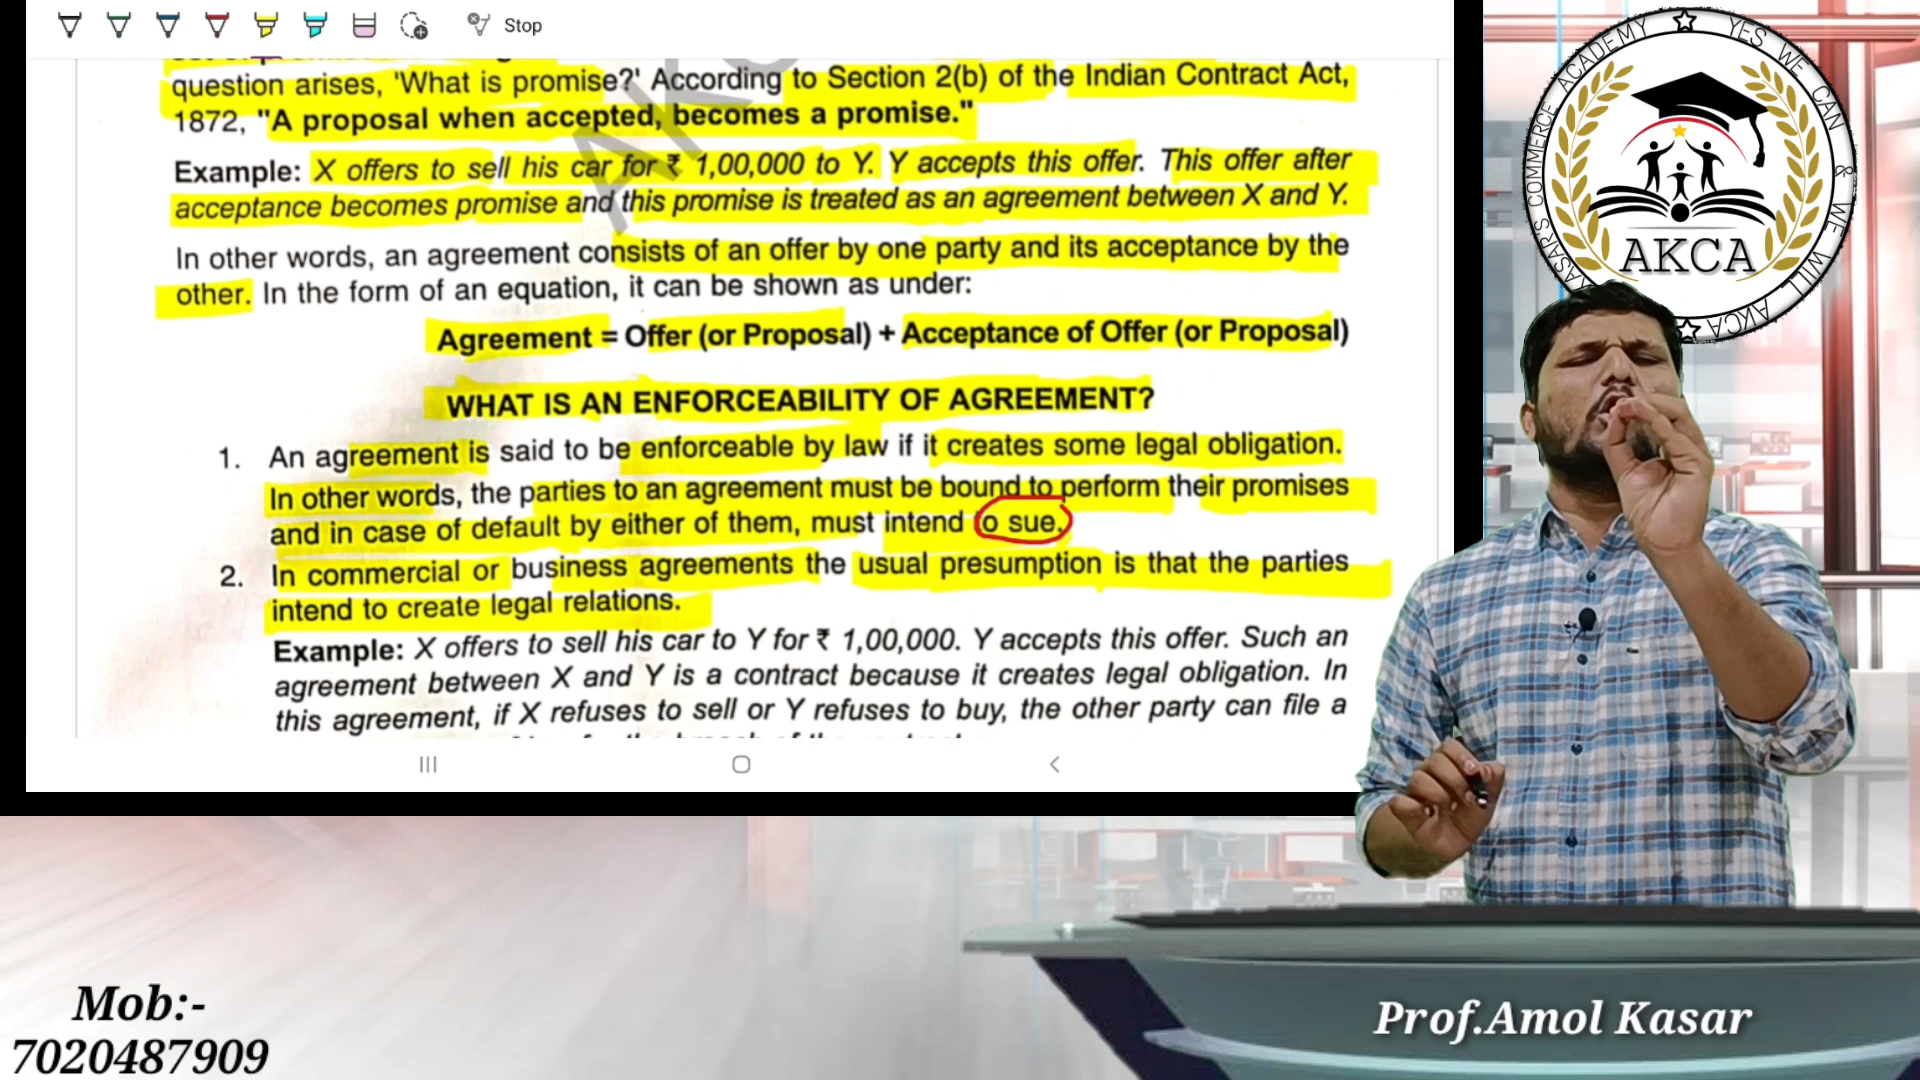 Stop
question arises, 'What is promise?' According to Section 2(b) of the Indian Contract Act,
1872, "A proposal when accepted, becomes a promise."
Example: X offers to sell his car for ₹ 1,00,000 to Y. Y accepts this offer. This offer after
acceptance becomes promise and this promise is treated as an agreement between X and Y.
In other words, an agreement consists of an offer by one party and its acceptance by the
other. In the form of an equation, it can be shown as under:
Agreement = Offer (or Proposal) + Acceptance of Offer (or Proposal)
WHAT IS AN ENFORCEABILITY OF AGREEMENT?
1. An agreement is said to be enforceable by law if it creates some legal obligation.
In other words, the parties to an agreement must be bound to perform their promises
and in case of default by either of them, must intend to sue.
2. In commercial or business agreements the usual presumption is that the parties
intend to create legal relations.
Example: X offers to sell his car to Y for ₹ 1,00,000. Y accepts this offer. Such an
agreement between X and Y is a contract because it creates legal obligation. In
this agreement, if X refuses to sell or Y refuses to buy, the other party can file a
YES WE CAN & WE WILL
KASAR'S COMMERCE ACADEMY
AKCA
AKCA
Mob:-
7020487909
Prof.Amol Kasar